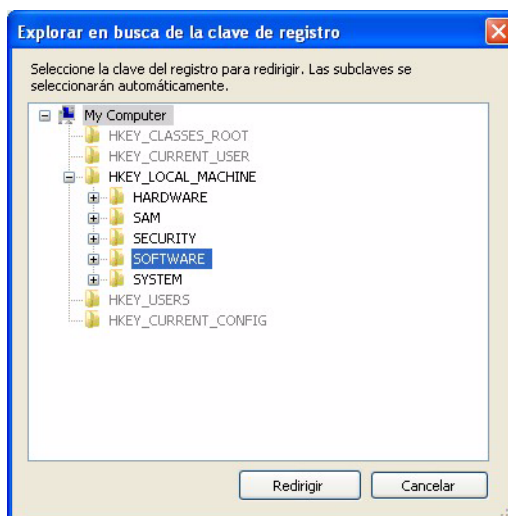 Explorar en busca de la clave de registro
Seleccione la clave del registro para redirigir. Las subclaves se
seleccionarán automáticamente.
My Computer
HKEY_CLASSES_ROOT
HKEY_CURRENT_USER
HKEY_LOCAL_MACHINE
HARDWARE
SAM
SECURITY
SOFTWARE
SYSTEM
HKEY_USERS
HKEY_CURRENT_CONFIG
Redirigir Cancelar